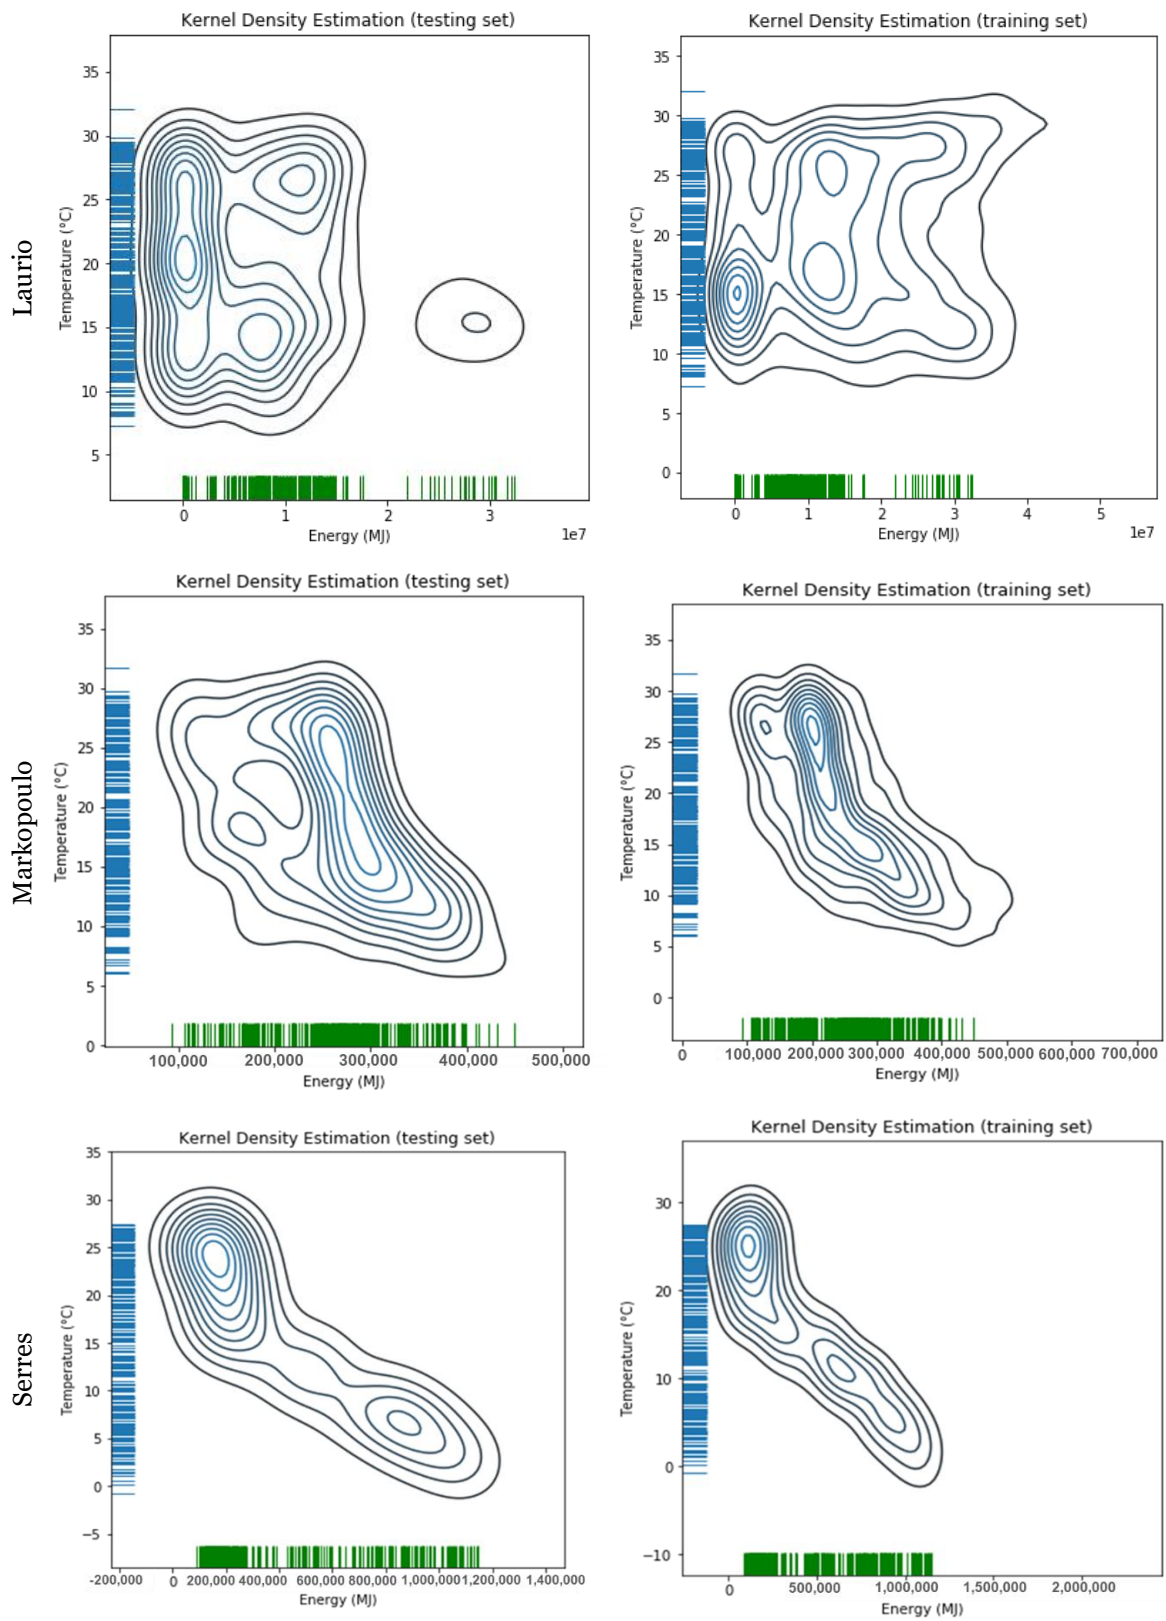 Laurio
Kernel Density Estimation (testing set)
Temperature (°C)
35
30
25
20
15
10
5
0 1 2 3
1e7
Energy (MJ)
Kernel Density Estimation (training set)
Temperature (°C)
35
30
25
20
15
10
5
0
0 1 2 3 4 5
1e7
Energy (MJ)
Markopoulo
Kernel Density Estimation (testing set)
Temperature (°C)
35
30
25
20
15
10
5
0
100,000 200,000 300,000 400,000 500,000
Energy (MJ)
Kernel Density Estimation (training set)
Temperature (°C)
35
30
25
20
15
10
5
0
0 100,000 200,000 300,000 400,000 500,000 600,000 700,000
Energy (MJ)
Serres
Kernel Density Estimation (testing set)
Temperature (°C)
35
30
25
20
15
10
5
0
−5
-200,000 0 200,000 400,000 600,000 800,000 1,000,000 1,200,000 1,400,000
Energy (MJ)
Kernel Density Estimation (training set)
Temperature (°C)
30
20
10
0
−10
0 500,000 1,000,000 1,500,000 2,000,000
Energy (MJ)